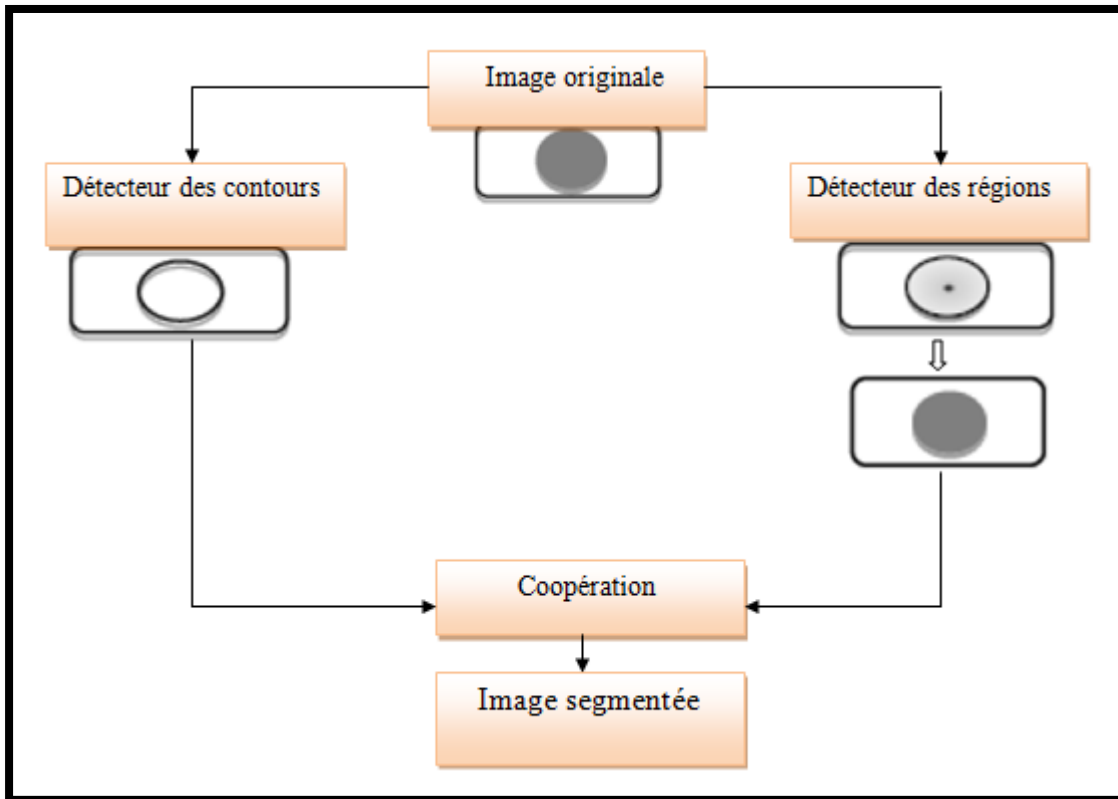 Image originale
Détecteur des contours
Détecteur des régions
Coopération
Image segmentée